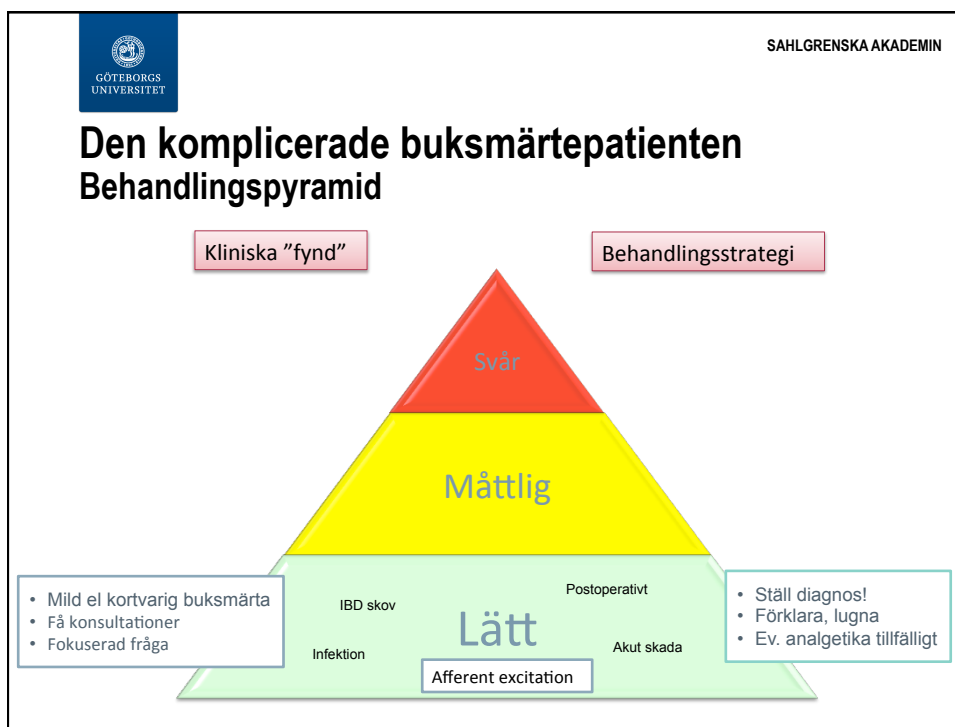 GÖTEBORGS
UNIVERSITET
SAHLGRENSKA AKADEMIN
Den komplicerade buksmärtepatienten
Behandlingspyramid
Kliniska ”fynd”
Behandlingsstrategi
Svår
Måttlig
• Mild el kortvarig buksmärta
• Få konsultationer
• Fokuserad fråga
IBD skov
Postoperativt
Lätt
Infektion
Akut skada
Afferent excitation
• Ställ diagnos!
• Förklara, lugna
• Ev. analgetika tillfälligt